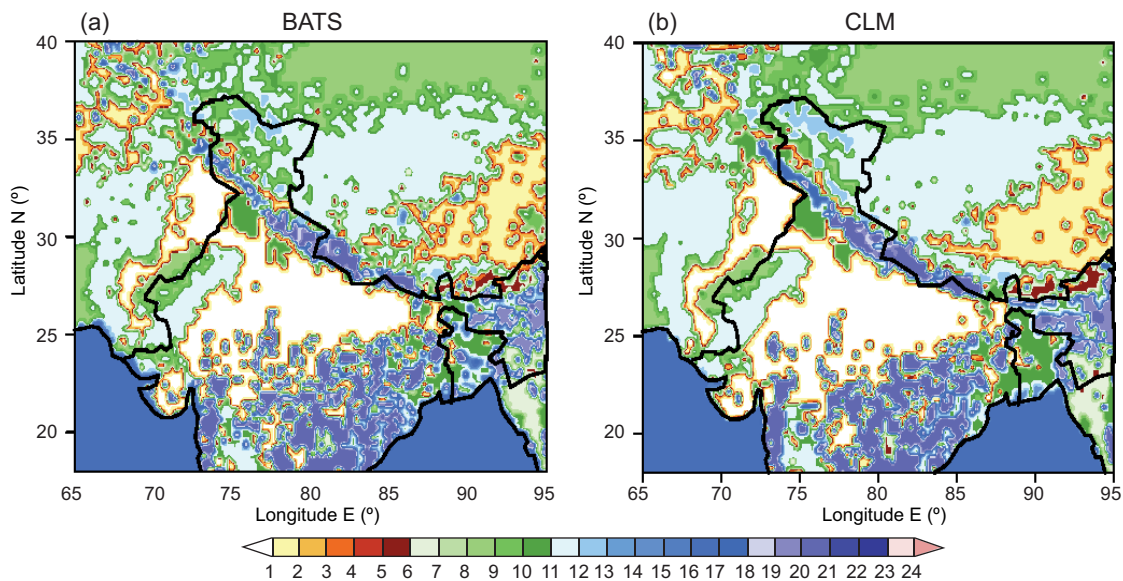 (a) BATS (b) CLM
40 40
35 35
30 30
25 25
20 20
Latitude N (º) Latitude N (º)
65 70 75 80 85 90 95 65 70 75 80 85 90 95
Longitude E (º) Longitude E (º)
1 2 3 4 5 6 7 8 9 10 11 12 13 14 15 16 17 18 19 20 21 22 23 24